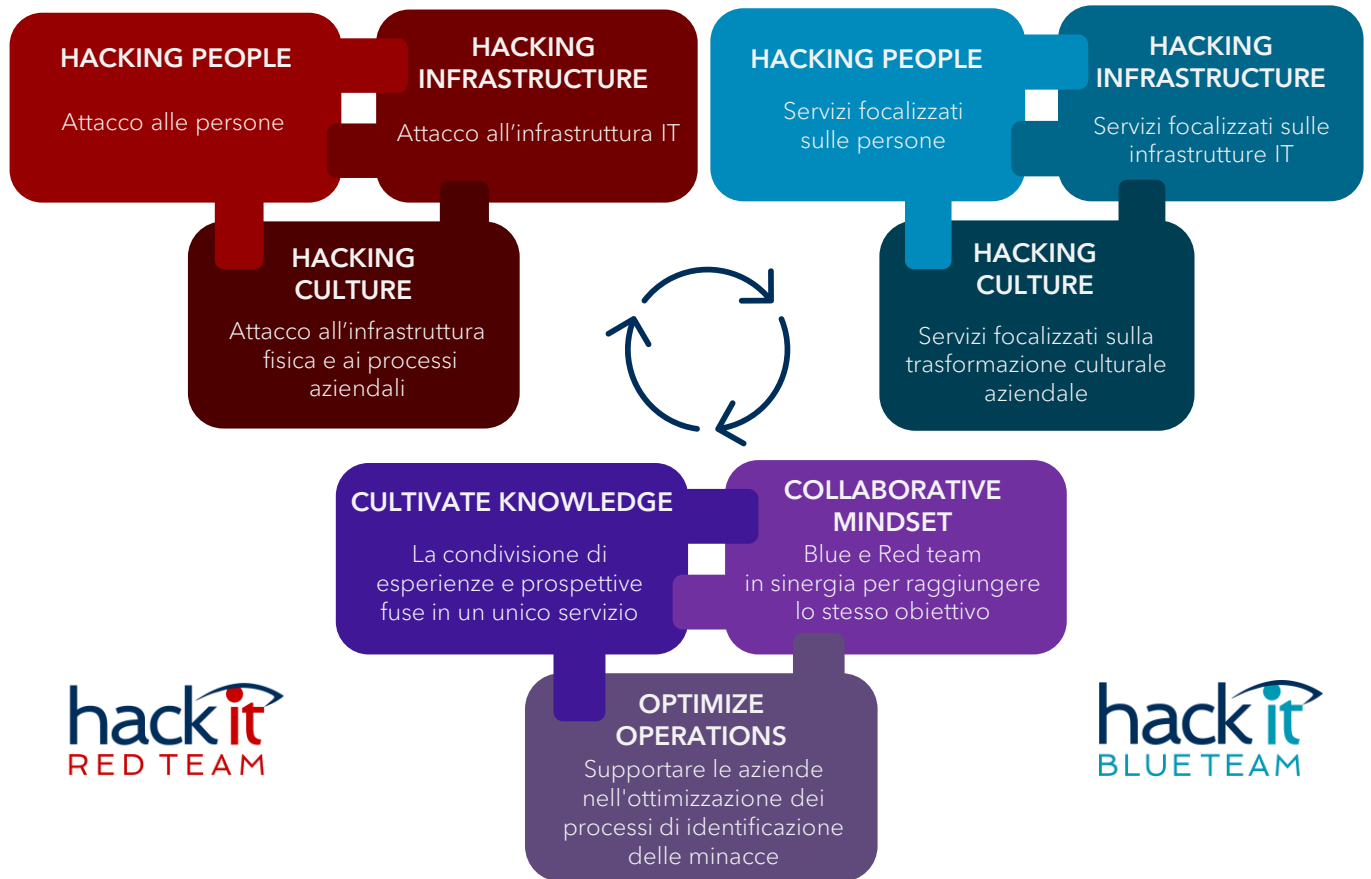 HACKING PEOPLE
Attacco alle persone
HACKING
INFRASTRUCTURE
Attacco all'infrastruttura IT
HACKING
CULTURE
Attacco all'infrastruttura
fisica e ai processi
aziendali
HACKING PEOPLE
Servizi focalizzati
sulle persone
HACKING
INFRASTRUCTURE
Servizi focalizzati sulle
infrastrutture IT
HACKING
CULTURE
Servizi focalizzati sulla
trasformazione culturale
aziendale
CULTIVATE KNOWLEDGE
La condivisione di
esperienze e prospettive
fuse in un unico servizio
COLLABORATIVE
MINDSET
Blue e Red team
in sinergia per raggiungere
lo stesso obiettivo
OPTIMIZE
OPERATIONS
Supportare le aziende
nell'ottimizzazione dei
processi di identificazione
delle minacce
hackit
RED TEAM
hackit
BLUE TEAM